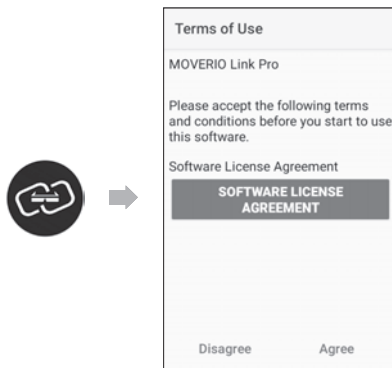 Terms of Use
MOVERIO Link Pro
Please accept the following terms
and conditions before you start to use
this software.
Software License Agreement
SOFTWARE LICENSE
AGREEMENT
Disagree Agree